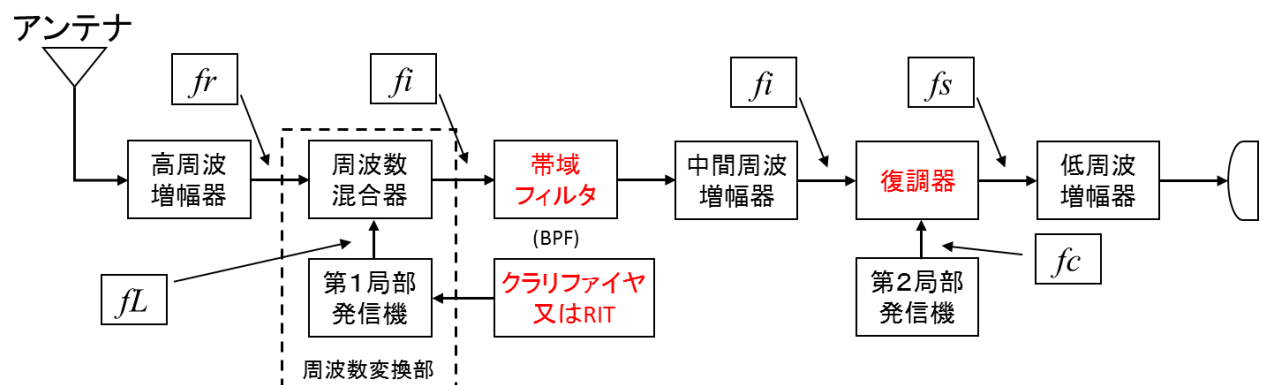 アンテナ
fr
fi
fi
fs
高周波
増幅器
周波数
混合器
帯域
フィルタ
中間周波
増幅器
復調器
低周波
増幅器
(BPF)
fL
第1局部
発信機
クラリファイヤ
又はRIT
第2局部
発信機
fc
周波数変換部